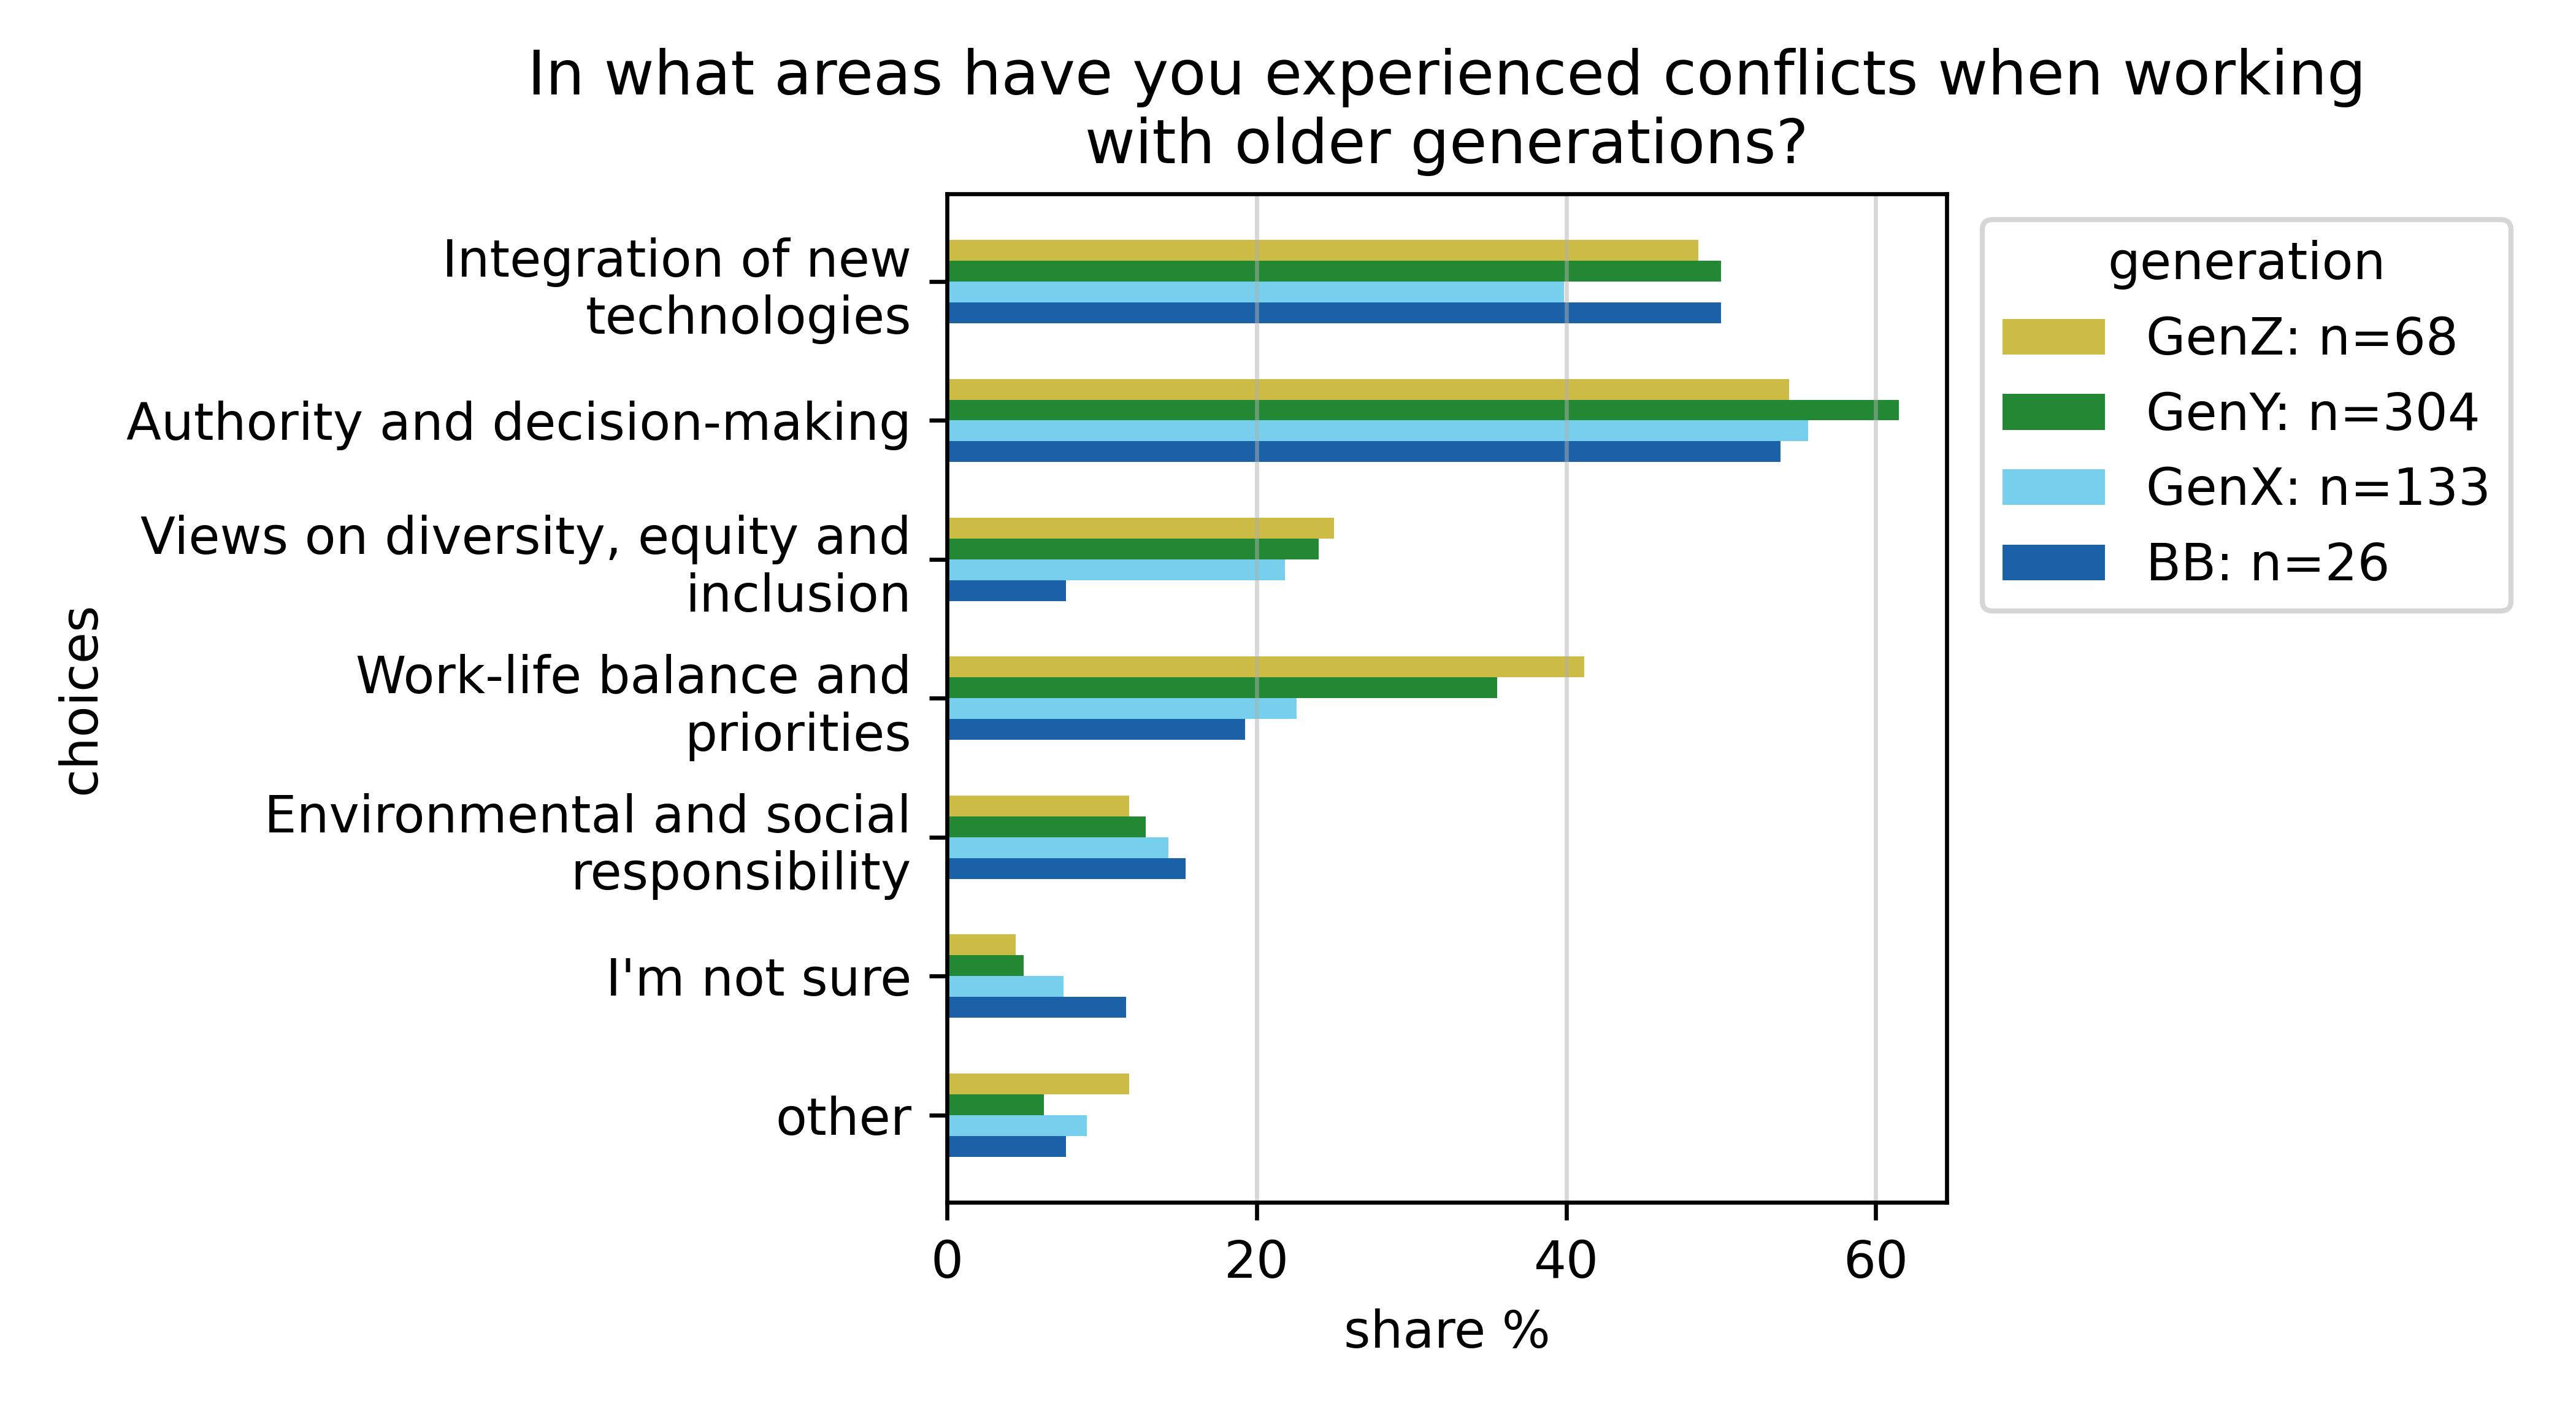 In what areas have you experienced conflicts when working
with older generations?
Integration of new
technologies
Authority and decision-making
Views on diversity, equity and
inclusion
Work-life balance and
priorities
Environmental and social
responsibility
I'm not sure
other
choices
0 20 40 60
share %
generation
GenZ: n=68
GenY: n=304
GenX: n=133
BB: n=26